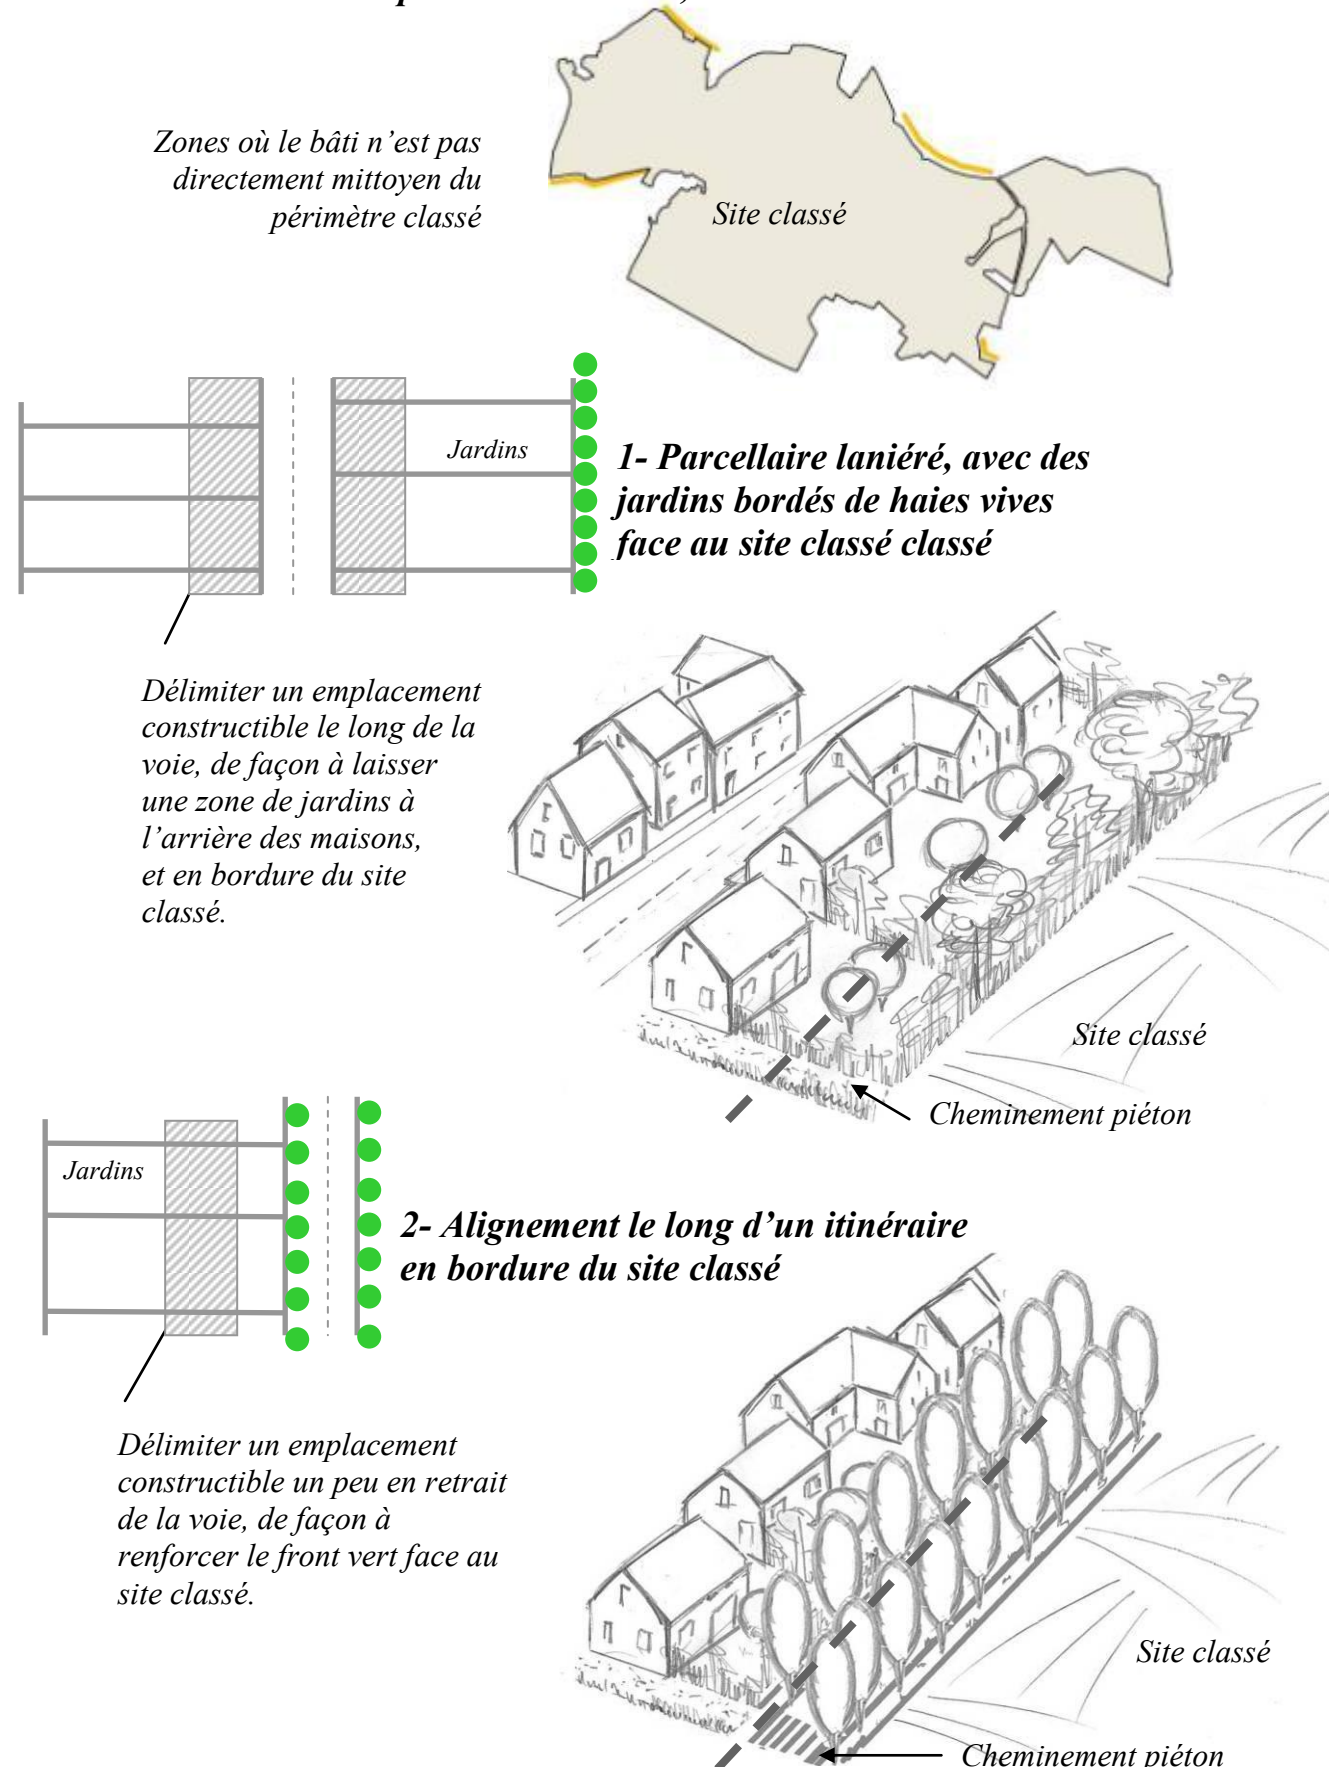 Zones où le bâti n’est pas
directement mittoyen du
périmètre classé
Site classé
Jardins
1- Parcellaire laniéré, avec des
jardins bordés de haies vives
face au site classé classé
Délimiter un emplacement
constructible le long de la
voie, de façon à laisser
une zone de jardins à
l’arrière des maisons,
et en bordure du site
classé.
Site classé
Cheminement piéton
Jardins
2- Alignement le long d’un itinéraire
en bordure du site classé
Délimiter un emplacement
constructible un peu en retrait
de la voie, de façon à
renforcer le front vert face au
site classé.
Site classé
Cheminement piéton